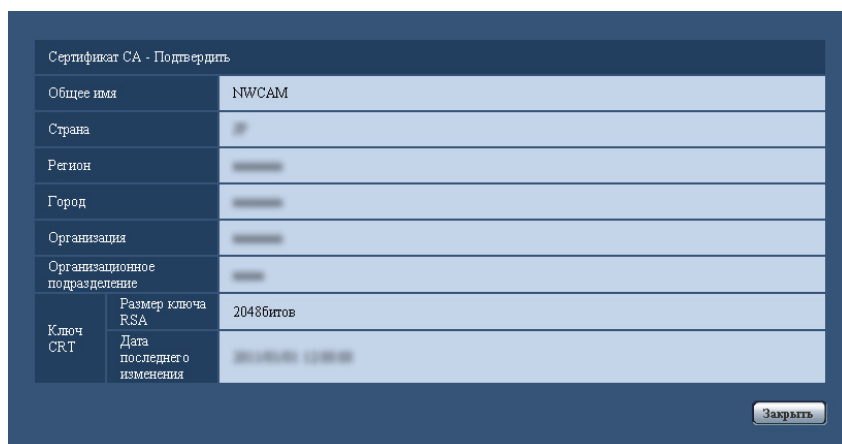 Сертификат СА - Подтвердить
Общее имя NWCAM
Страна
Регион
Город
Организация
Организационное
подразделение
Ключ
CRT
Размер ключа
RSA
2048битов
Дата
последнего
изменения
Закрыть